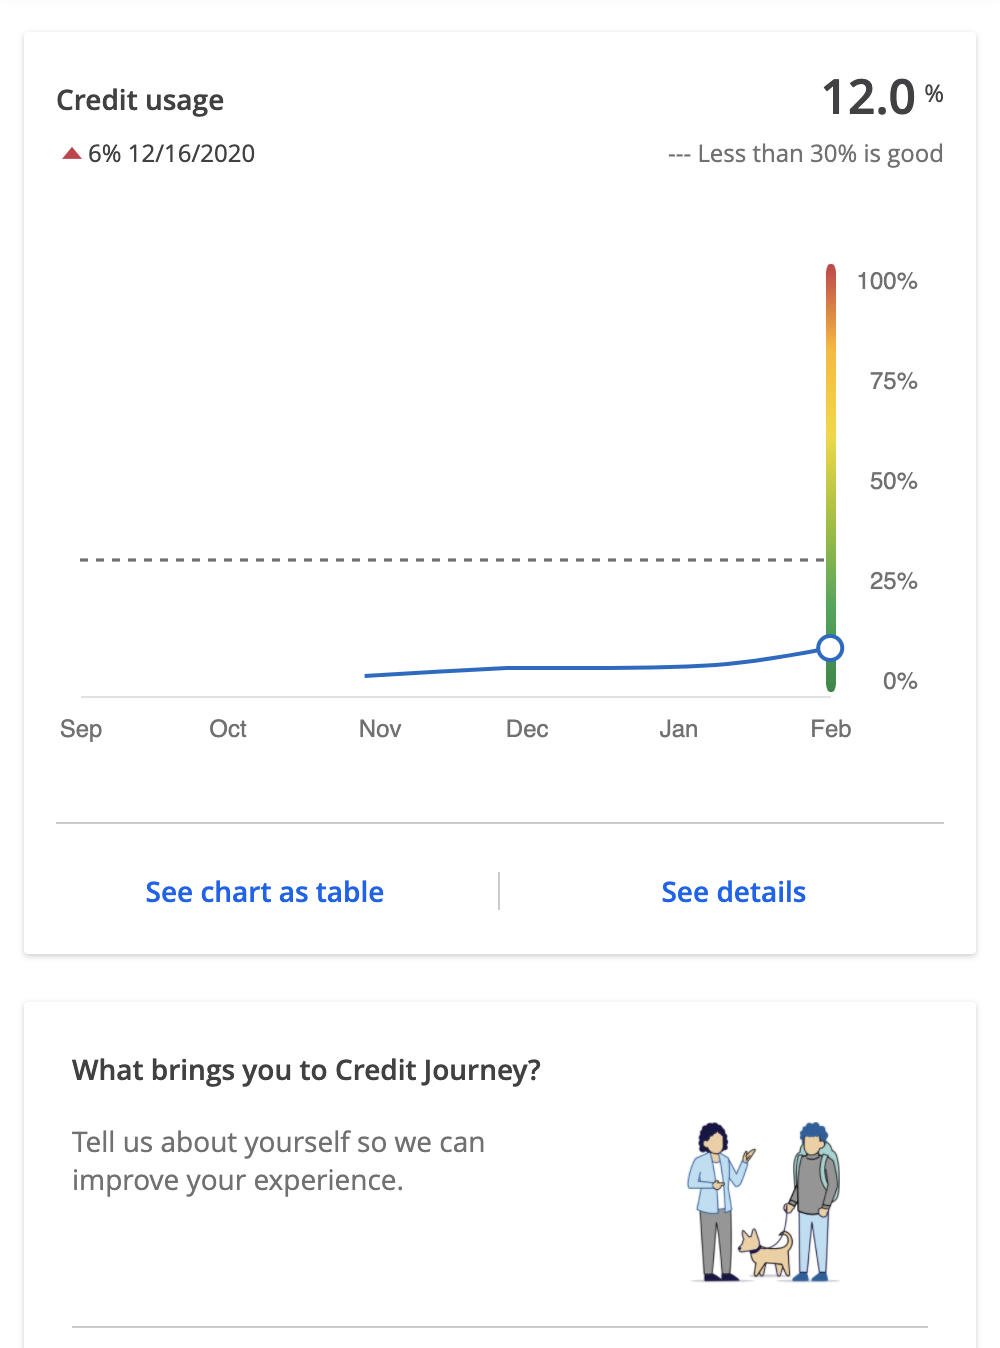 Credit usage
12.0 %
6% 12/16/2020
--- Less than 30% is good
100%
75%
50%
25%
0%
Sep Oct Nov Dec Jan Feb
See chart as table
See details
What brings you to Credit Journey?
Tell us about yourself so we can
improve your experience.